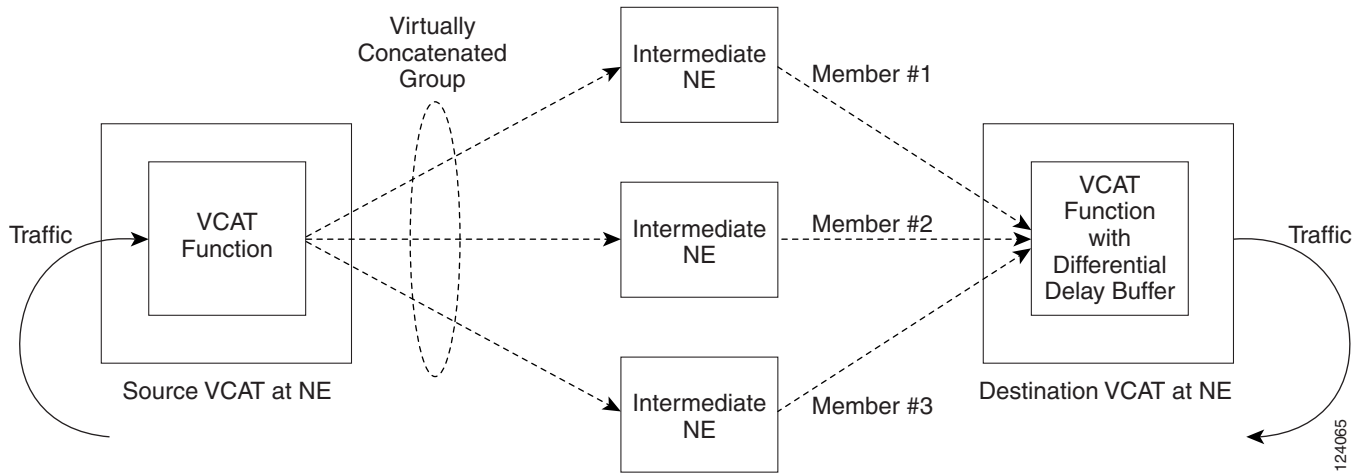 Virtually
Concatenated
Group
Intermediate
NE
Member #1
Traffic
VCAT
Function
Intermediate
NE
Member #2
VCAT
Function
with
Differential
Delay Buffer
Traffic
Source VCAT at NE
Intermediate
NE
Member #3
Destination VCAT at NE
124065